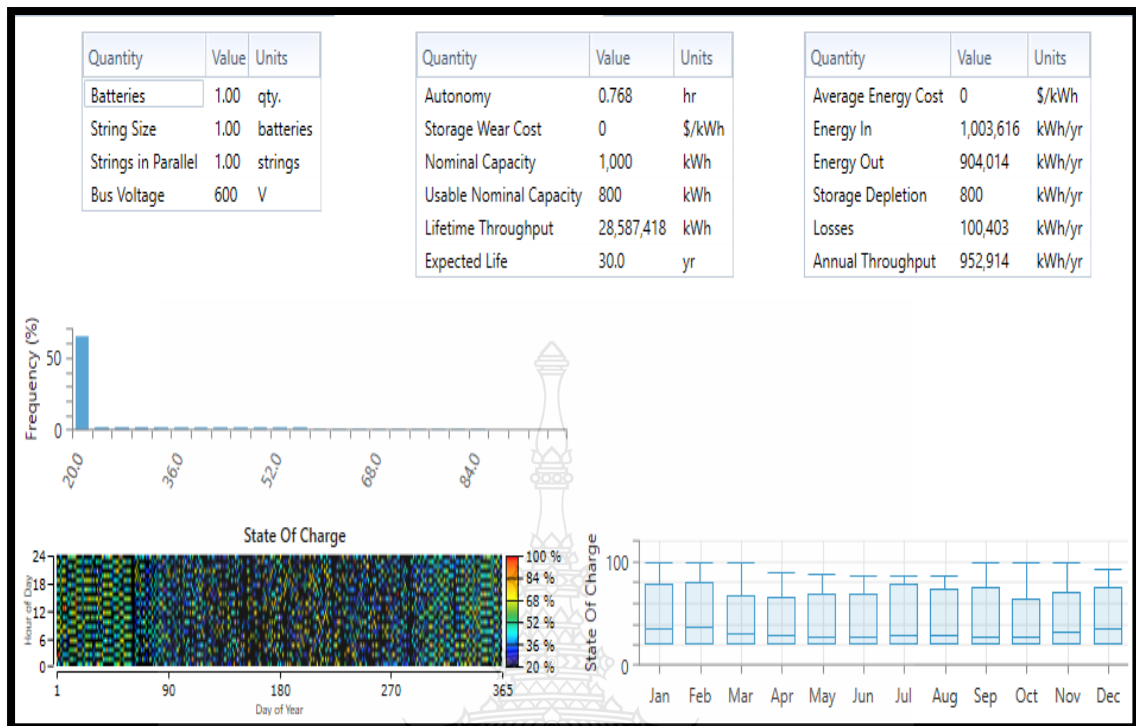 Quantity Value Units
Batteries 1.00 qty.
String Size 1.00 batteries
Strings in Parallel 1.00 strings
Bus Voltage 600 V
Quantity Value Units
Autonomy 0.768 hr
Storage Wear Cost 0 $/kWh
Nominal Capacity 1,000 kWh
Usable Nominal Capacity 800 kWh
Lifetime Throughput 28,587,418 kWh
Expected Life 30.0 yr
Quantity Value Units
Average Energy Cost 0 $/kWh
Energy In 1,003,616 kWh/yr
Energy Out 904,014 kWh/yr
Storage Depletion 800 kWh/yr
Losses 100,403 kWh/yr
Annual Throughput 952,914 kWh/yr
Frequency (%)
50
0
20.0 36.0 52.0 68.0 84.0
State Of Charge
Hour of Day
24
18
12
6
0
1 90 180 270 365
Day of Year
100 %
84 %
68 %
52 %
36 %
20 %
State Of Charge
100
0
Jan Feb Mar Apr May Jun Jul Aug Sep Oct Nov Dec